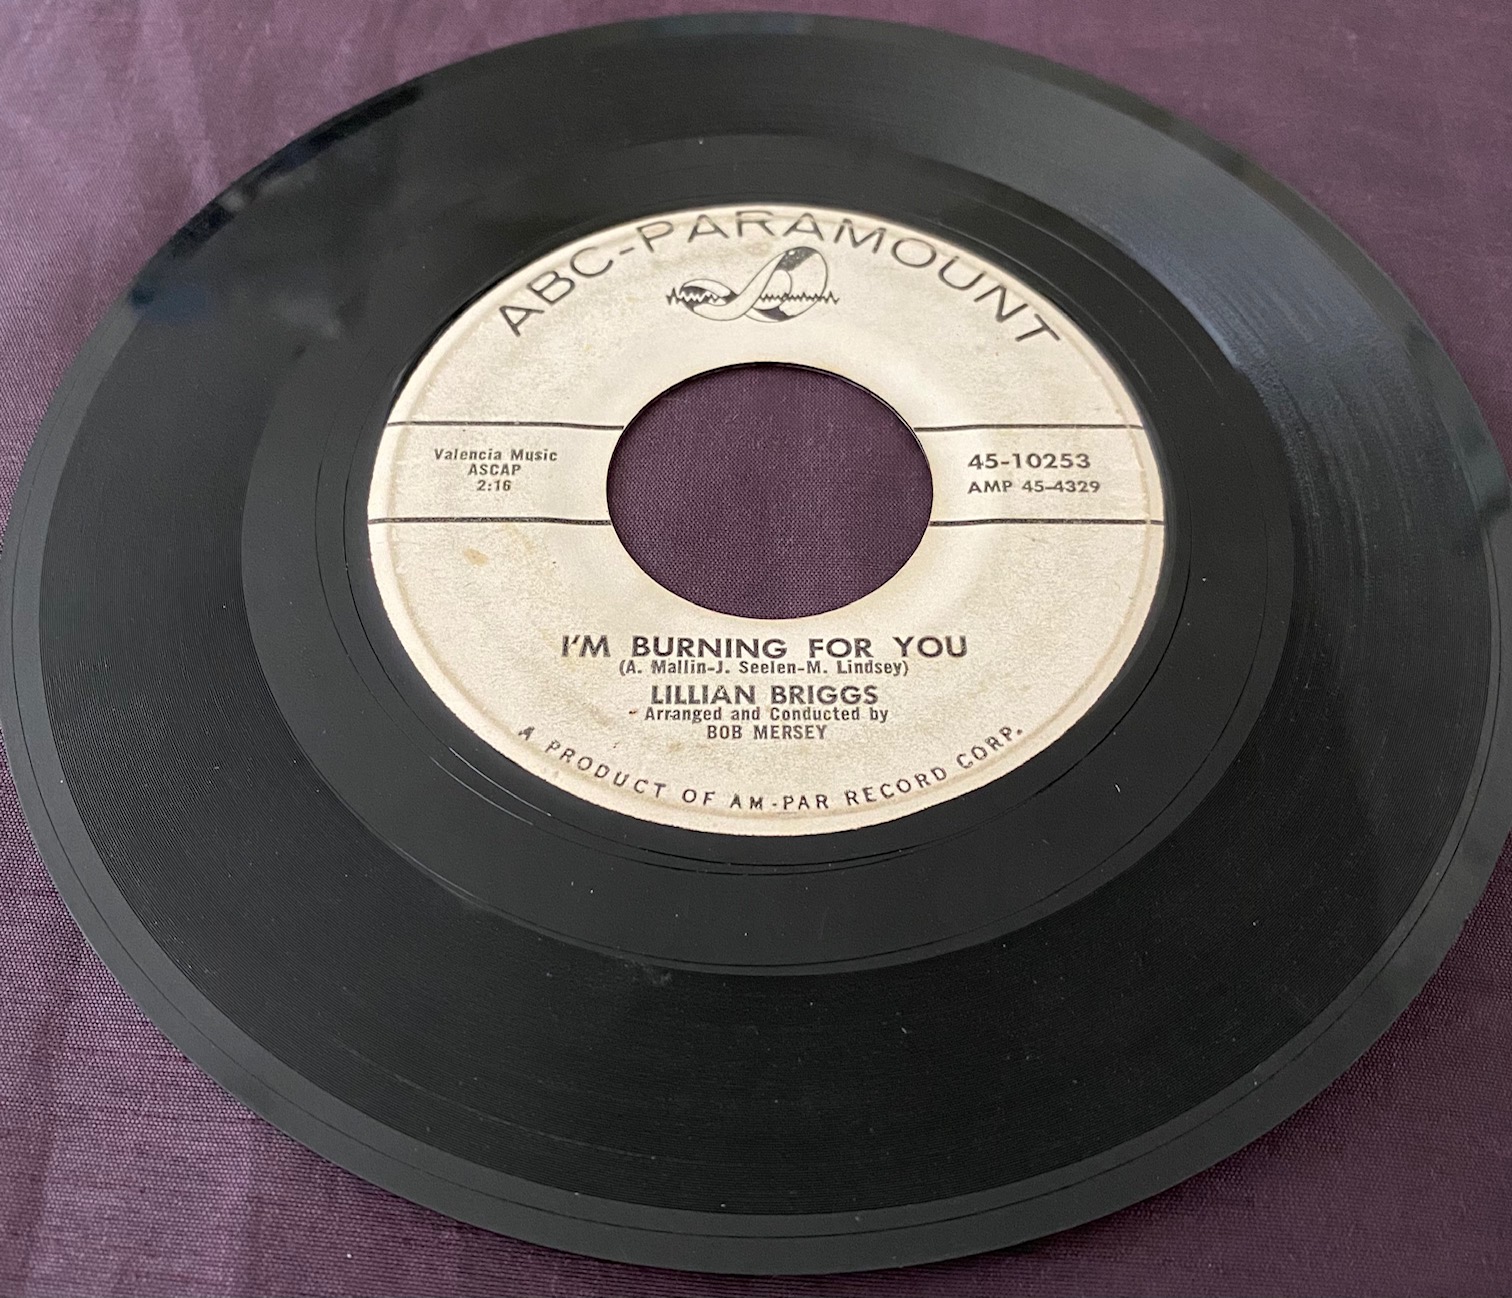 ABC-PARAMOUNT
Valencia Music
ASCAP
2:16
45-10253
AMP 45-4329
I'M BURNING FOR YOU
(A. Mallin-J. Seelen-M. Lindsey)
LILLIAN BRIGGS
Arranged and Conducted by
BOB MERSEY
A PRODUCT OF AM-PAR RECORD CORP.